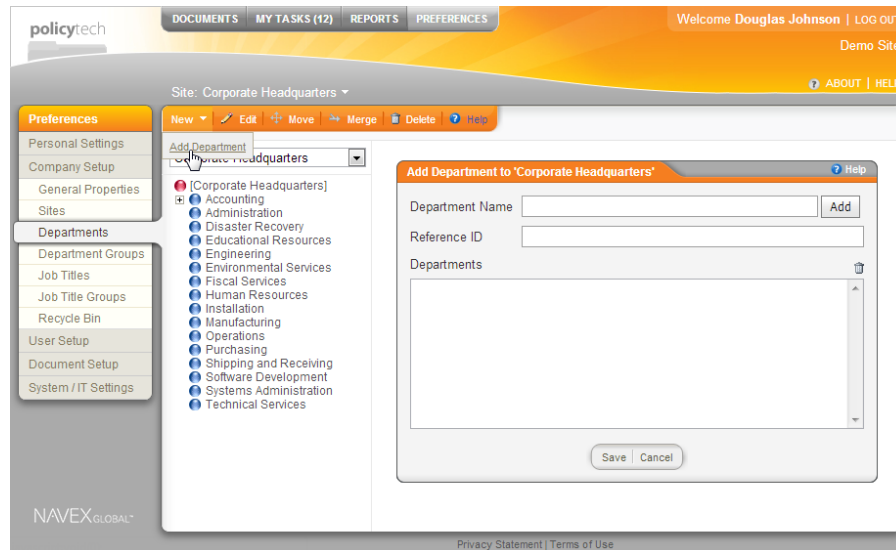 policytech
DOCUMENTS MY TASKS (12) REPORTS PREFERENCES
Welcome Douglas Johnson | LOG OUT
Demo Site
ABOUT | HELP
Site: Corporate Headquarters
Preferences
Personal Settings
Company Setup
General Properties
Sites
Departments
Department Groups
Job Titles
Job Title Groups
Recycle Bin
User Setup
Document Setup
System / IT Settings
New Edit Move Merge Delete Help
Add Department
Corporate Headquarters
[Corporate Headquarters]
Accounting
Administration
Disaster Recovery
Educational Resources
Engineering
Environmental Services
Fiscal Services
Human Resources
Installation
Manufacturing
Operations
Purchasing
Shipping and Receiving
Software Development
Systems Administration
Technical Services
Add Department to 'Corporate Headquarters'
Help
Department Name
Add
Reference ID
Departments
Save Cancel
NAVEX GLOBAL
Privacy Statement | Terms of Use